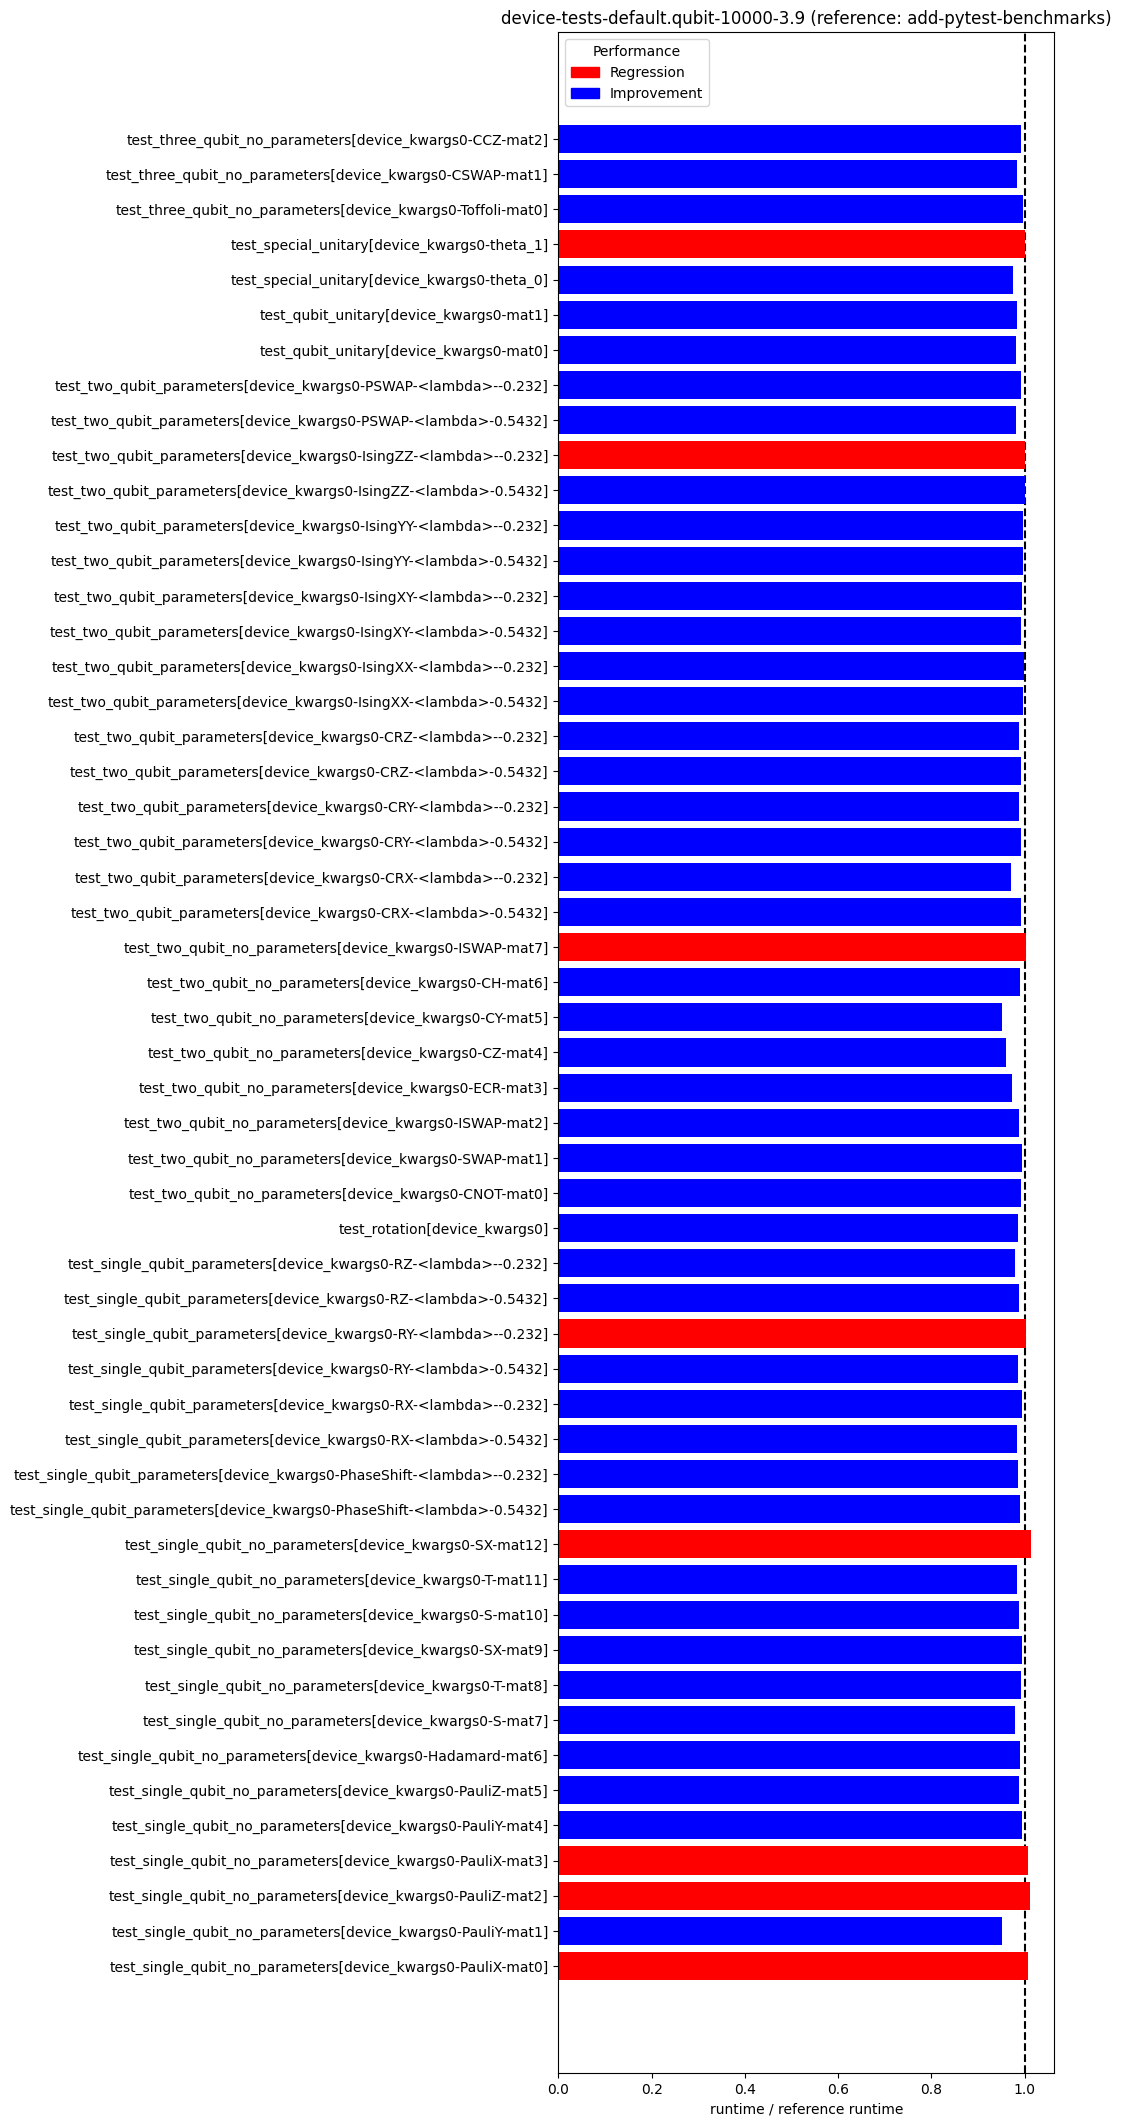 device-tests-default.qubit-10000-3.9 (reference: add-pytest-benchmarks)
Performance
Regression
Improvement
test_three_qubit_no_parameters[device_kwargs0-CCZ-mat2]
test_three_qubit_no_parameters[device_kwargs0-CSWAP-mat1]
test_three_qubit_no_parameters[device_kwargs0-Toffoli-mat0]
test_special_unitary[device_kwargs0-theta_1]
test_special_unitary[device_kwargs0-theta_0]
test_qubit_unitary[device_kwargs0-mat1]
test_qubit_unitary[device_kwargs0-mat0]
test_two_qubit_parameters[device_kwargs0-PSWAP-<lambda>--0.232]
test_two_qubit_parameters[device_kwargs0-PSWAP-<lambda>-0.5432]
test_two_qubit_parameters[device_kwargs0-IsingZZ-<lambda>--0.232]
test_two_qubit_parameters[device_kwargs0-IsingZZ-<lambda>-0.5432]
test_two_qubit_parameters[device_kwargs0-IsingYY-<lambda>--0.232]
test_two_qubit_parameters[device_kwargs0-IsingYY-<lambda>-0.5432]
test_two_qubit_parameters[device_kwargs0-IsingXY-<lambda>--0.232]
test_two_qubit_parameters[device_kwargs0-IsingXY-<lambda>-0.5432]
test_two_qubit_parameters[device_kwargs0-IsingXX-<lambda>--0.232]
test_two_qubit_parameters[device_kwargs0-IsingXX-<lambda>-0.5432]
test_two_qubit_parameters[device_kwargs0-CRZ-<lambda>--0.232]
test_two_qubit_parameters[device_kwargs0-CRZ-<lambda>-0.5432]
test_two_qubit_parameters[device_kwargs0-CRY-<lambda>--0.232]
test_two_qubit_parameters[device_kwargs0-CRY-<lambda>-0.5432]
test_two_qubit_parameters[device_kwargs0-CRX-<lambda>--0.232]
test_two_qubit_parameters[device_kwargs0-CRX-<lambda>-0.5432]
test_two_qubit_no_parameters[device_kwargs0-ISWAP-mat7]
test_two_qubit_no_parameters[device_kwargs0-CH-mat6]
test_two_qubit_no_parameters[device_kwargs0-CY-mat5]
test_two_qubit_no_parameters[device_kwargs0-CZ-mat4]
test_two_qubit_no_parameters[device_kwargs0-ECR-mat3]
test_two_qubit_no_parameters[device_kwargs0-ISWAP-mat2]
test_two_qubit_no_parameters[device_kwargs0-SWAP-mat1]
test_two_qubit_no_parameters[device_kwargs0-CNOT-mat0]
test_rotation[device_kwargs0]
test_single_qubit_parameters[device_kwargs0-RZ-<lambda>--0.232]
test_single_qubit_parameters[device_kwargs0-RZ-<lambda>-0.5432]
test_single_qubit_parameters[device_kwargs0-RY-<lambda>--0.232]
test_single_qubit_parameters[device_kwargs0-RY-<lambda>-0.5432]
test_single_qubit_parameters[device_kwargs0-RX-<lambda>--0.232]
test_single_qubit_parameters[device_kwargs0-RX-<lambda>-0.5432]
test_single_qubit_parameters[device_kwargs0-PhaseShift-<lambda>--0.232]
test_single_qubit_parameters[device_kwargs0-PhaseShift-<lambda>-0.5432]
test_single_qubit_no_parameters[device_kwargs0-SX-mat12]
test_single_qubit_no_parameters[device_kwargs0-T-mat11]
test_single_qubit_no_parameters[device_kwargs0-S-mat10]
test_single_qubit_no_parameters[device_kwargs0-SX-mat9]
test_single_qubit_no_parameters[device_kwargs0-T-mat8]
test_single_qubit_no_parameters[device_kwargs0-S-mat7]
test_single_qubit_no_parameters[device_kwargs0-Hadamard-mat6]
test_single_qubit_no_parameters[device_kwargs0-PauliZ-mat5]
test_single_qubit_no_parameters[device_kwargs0-PauliY-mat4]
test_single_qubit_no_parameters[device_kwargs0-PauliX-mat3]
test_single_qubit_no_parameters[device_kwargs0-PauliZ-mat2]
test_single_qubit_no_parameters[device_kwargs0-PauliY-mat1]
test_single_qubit_no_parameters[device_kwargs0-PauliX-mat0]
0.0 0.2 0.4 0.6 0.8 1.0
runtime / reference runtime